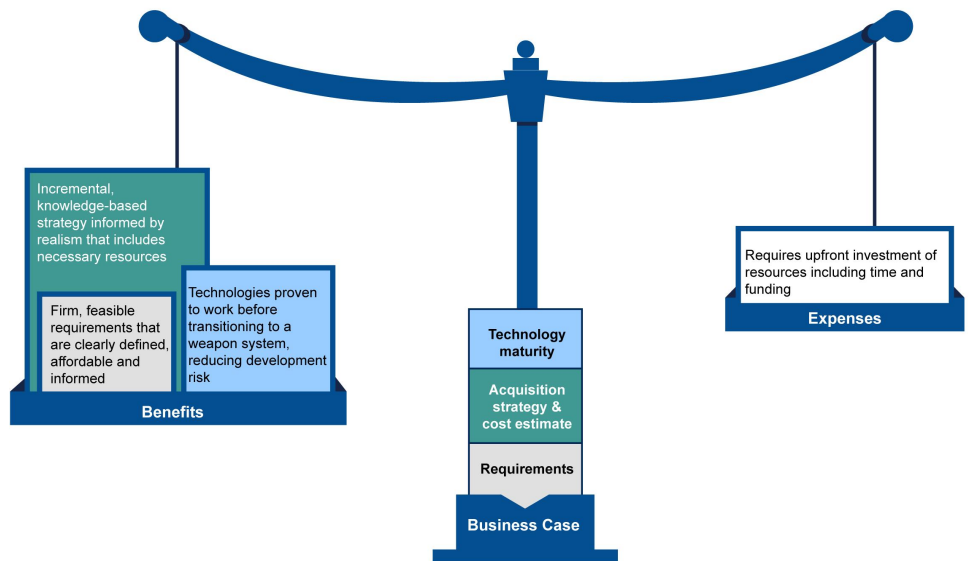 Incremental,
knowledge-based
strategy informed by
realism that includes
necessary resources
Firm, feasible
requirements that
are clearly defined,
affordable and
informed
Technologies proven
to work before
transitioning to a
weapon system,
reducing development
risk
Benefits
Technology
maturity
Acquisition
strategy &
cost estimate
Requirements
Business Case
Requires upfront investment of
resources including time and
funding
Expenses